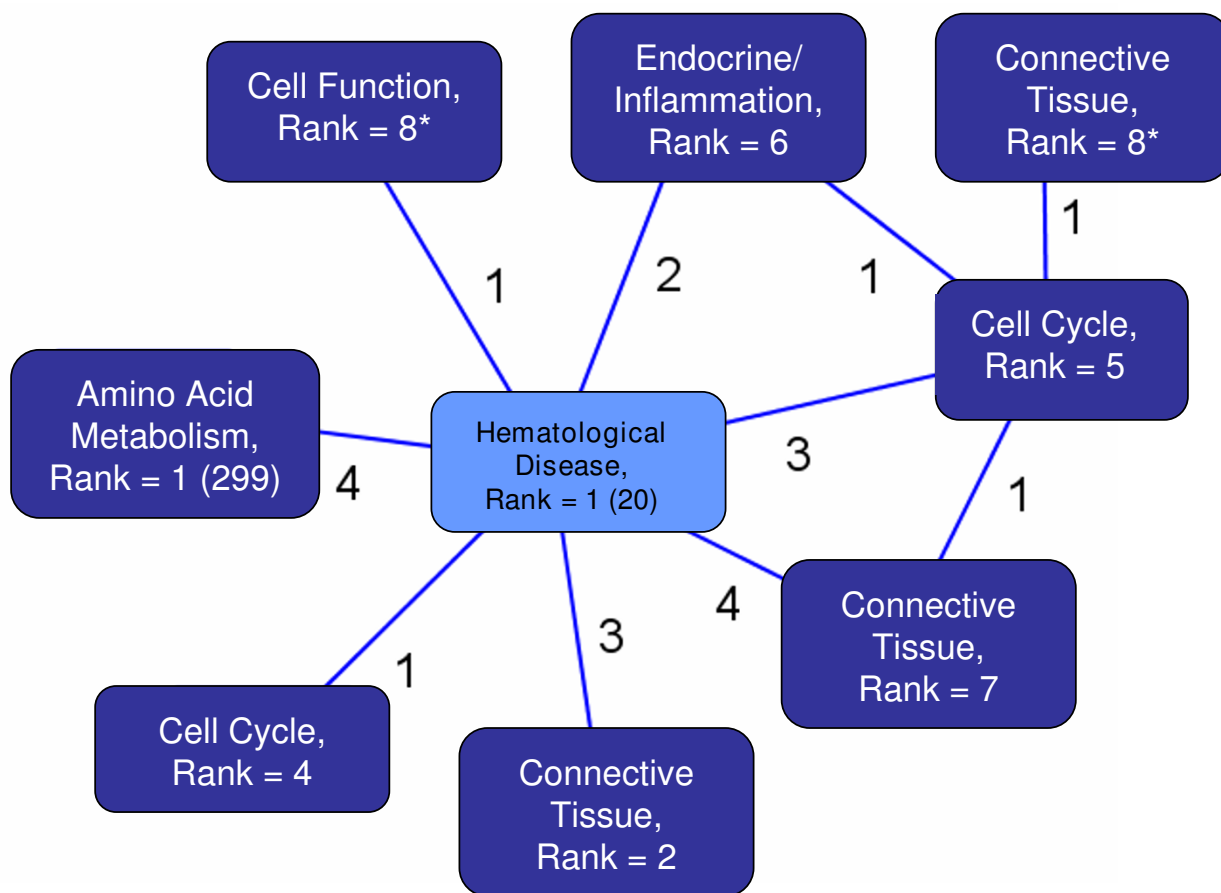 Cell Function,
Rank = 8*
Endocrine/
Inflammation,
Rank = 6
Connective
Tissue,
Rank = 8*
1
2
1
1
Cell Cycle,
Rank = 5
Amino Acid
Metabolism,
Rank = 1 (299)
4
Hematological
Disease,
Rank = 1 (20)
3
1
1
3
4
Connective
Tissue,
Rank = 7
Cell Cycle,
Rank = 4
Connective
Tissue,
Rank = 2